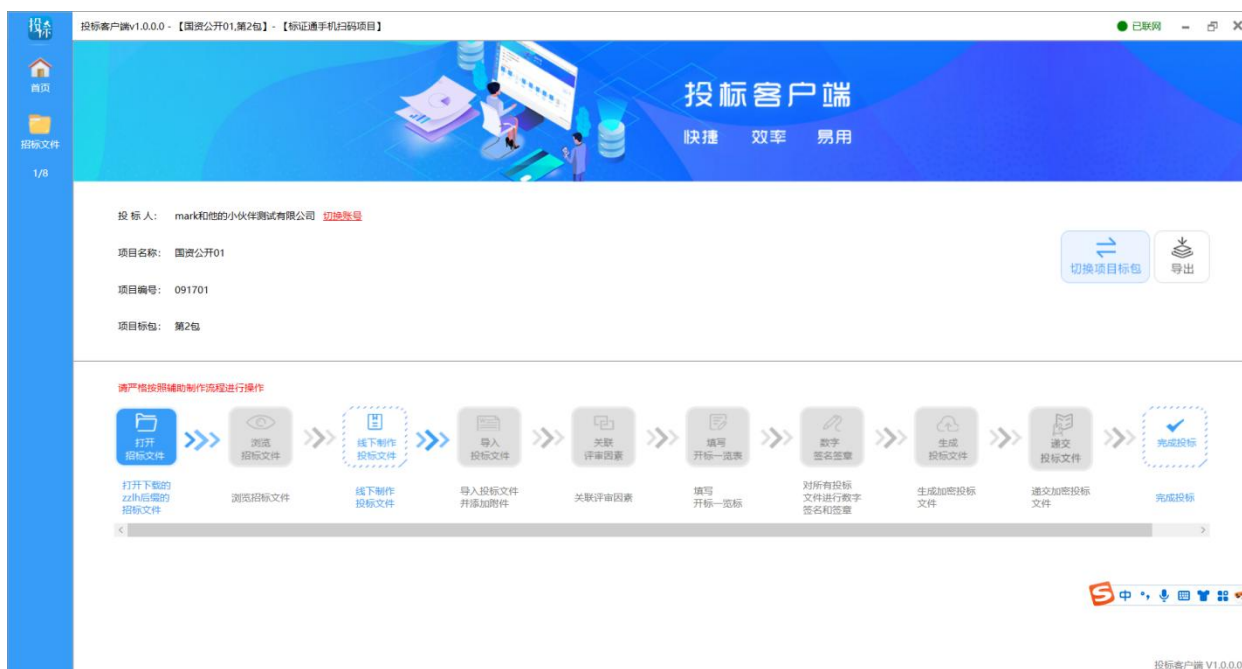 投标
投标客户端v1.0.0.0 - 【国资公开01,第2包】 - 【标证通手机扫码项目】
已联网
首页
招标文件
1/8
投标客户端
快捷 效率 易用
投 标 人: mark和他的小伙伴测试有限公司 切换账号
项目名称: 国资公开01
切换项目标包
导出
项目编号: 091701
项目标包: 第2包
请严格按照辅助制作流程进行操作
打开
招标文件
浏览
招标文件
线下制作
投标文件
导入
投标文件
关联
评审因素
填写
开标一览表
数字
签名签章
生成
投标文件
递交
投标文件
完成投标
打开下载的
zzlh后缀的
招标文件
浏览招标文件
线下制作
投标文件
导入投标文件
并添加附件
关联评审因素
填写
开标一览标
对所有投标
文件进行数字
签名和签章
生成加密投标
文件
递交加密投标
文件
完成投标
S 中
投标客户端 V1.0.0.0